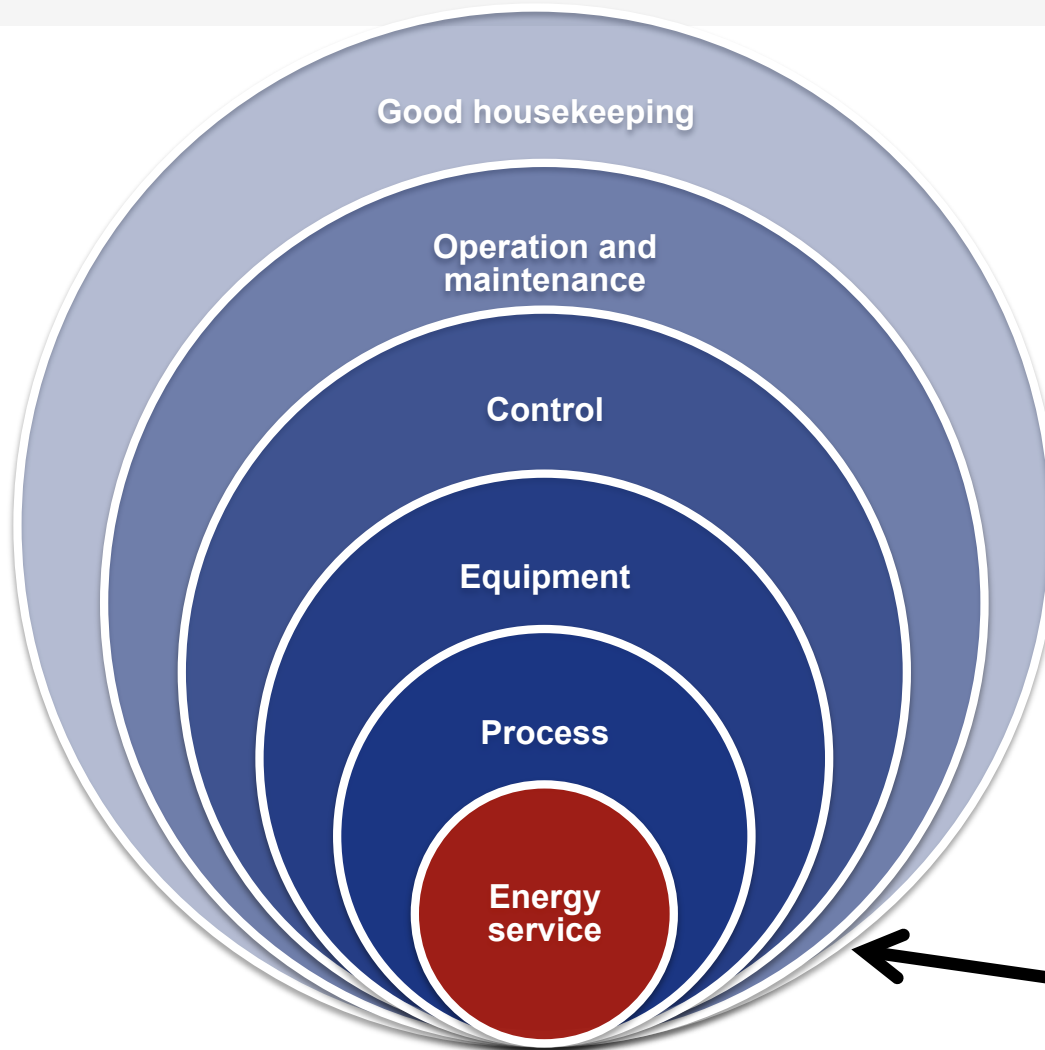 Good housekeeping
Operation and
maintenance
Control
Equipment
Process
Energy
service